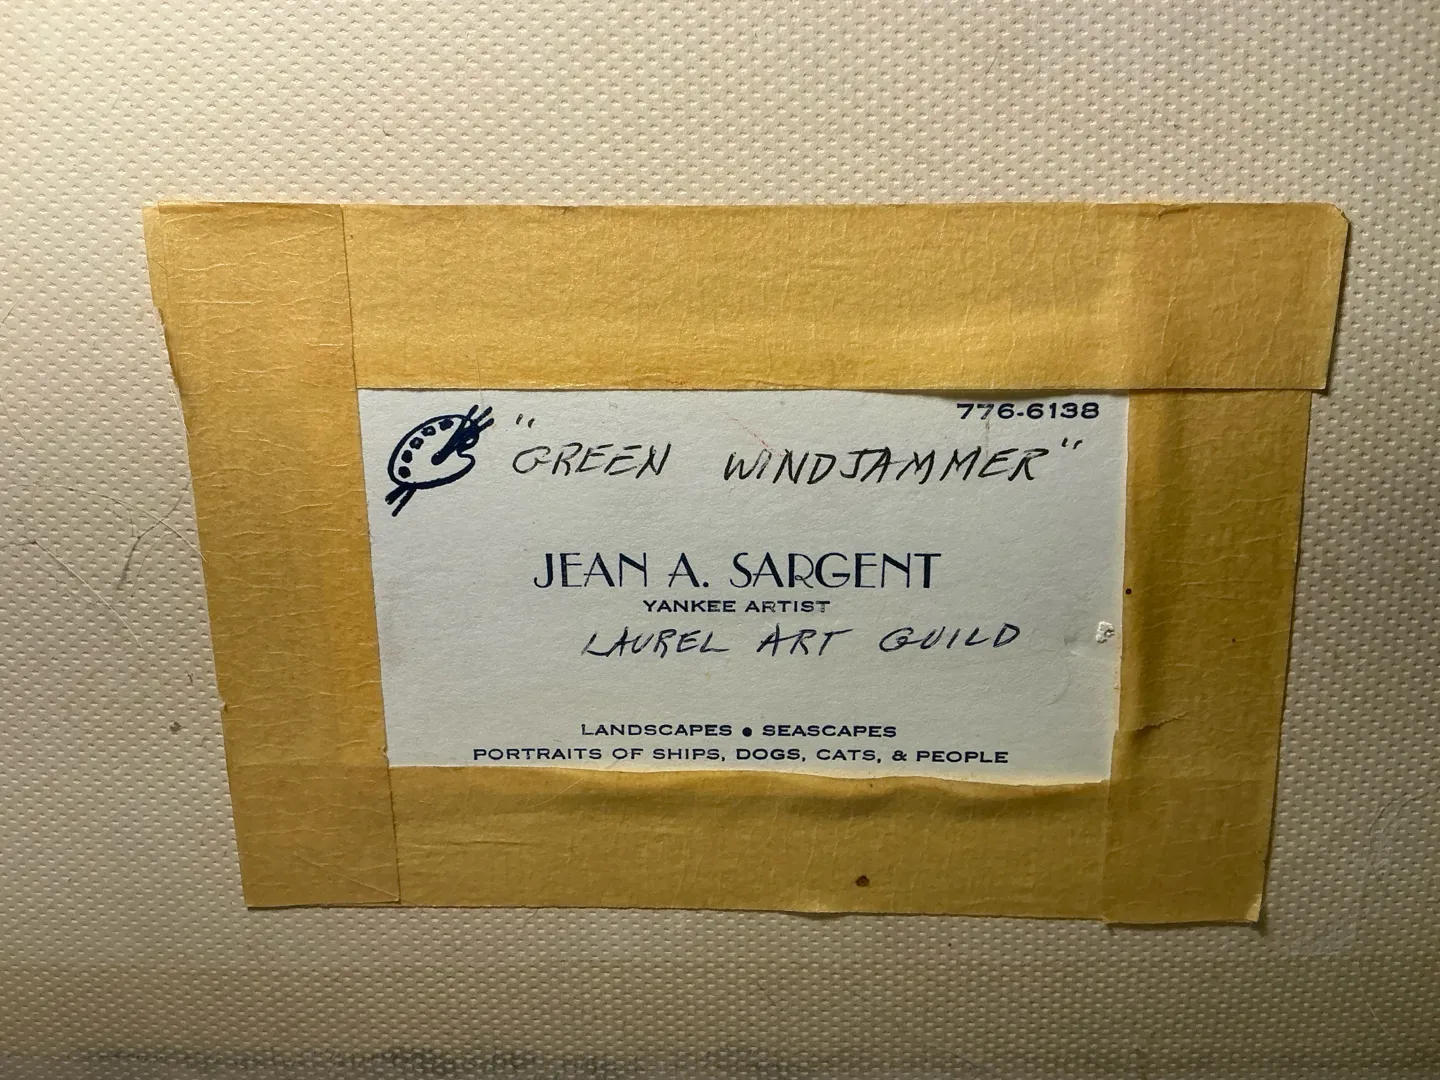 776-6138
"GREEN WINDJAMMER"
JEAN A. SARGENT
YANKEE ARTIST
LAUREL ART GUILD
LANDSCAPES • SEASCAPES
PORTRAITS OF SHIPS, DOGS, CATS, & PEOPLE